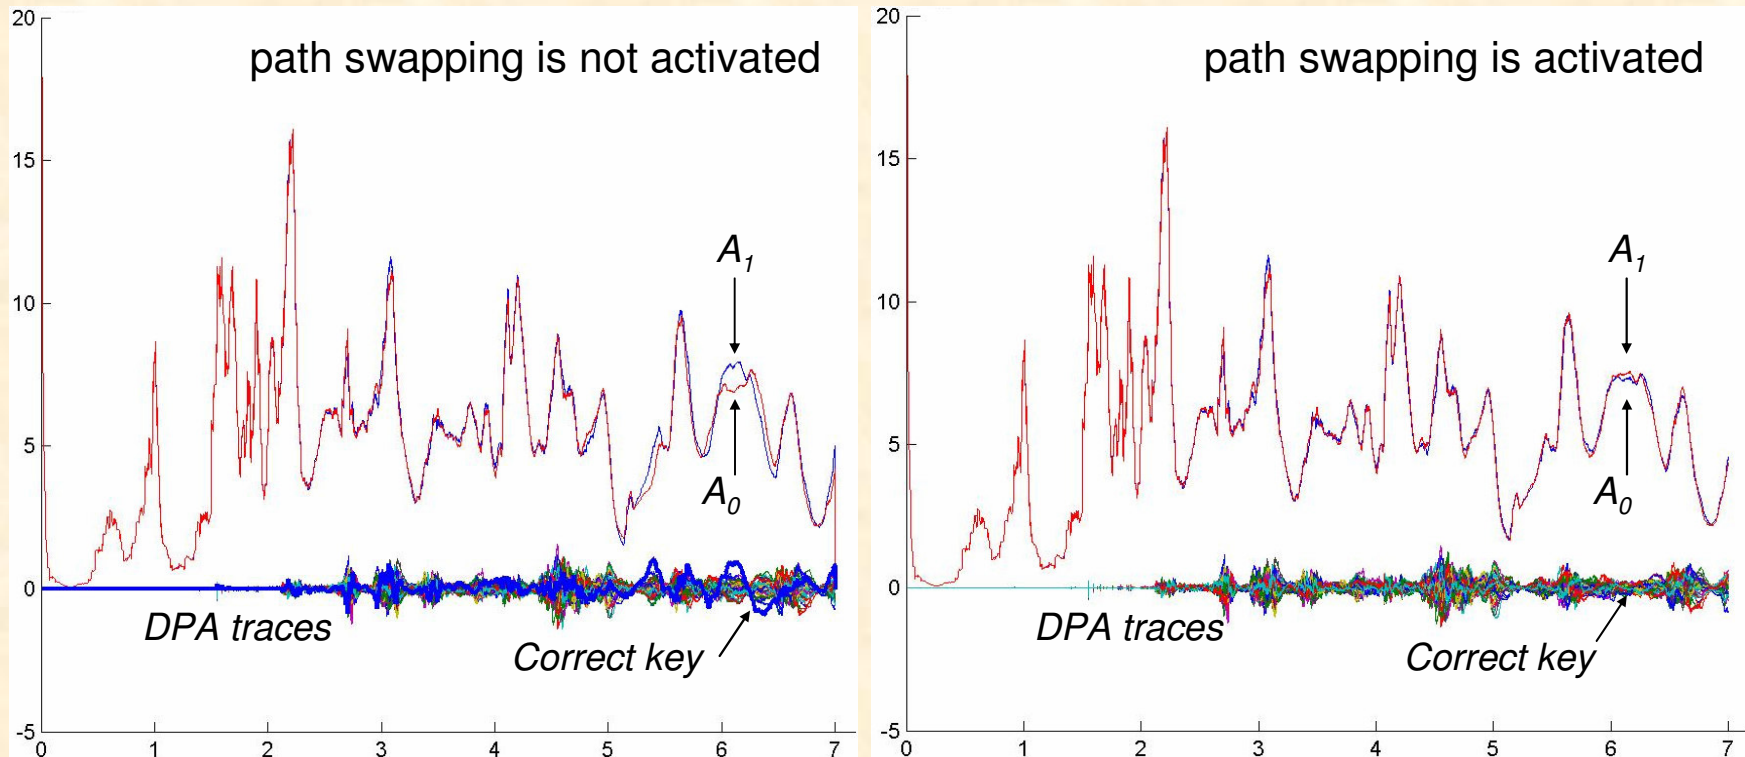 path swapping is not activated
20
15
10
5
0
-5
0 1 2 3 4 5 6 7
A1
A0
DPA traces
Correct key
path swapping is activated
20
15
10
5
0
-5
0 1 2 3 4 5 6 7
A1
A0
DPA traces
Correct key